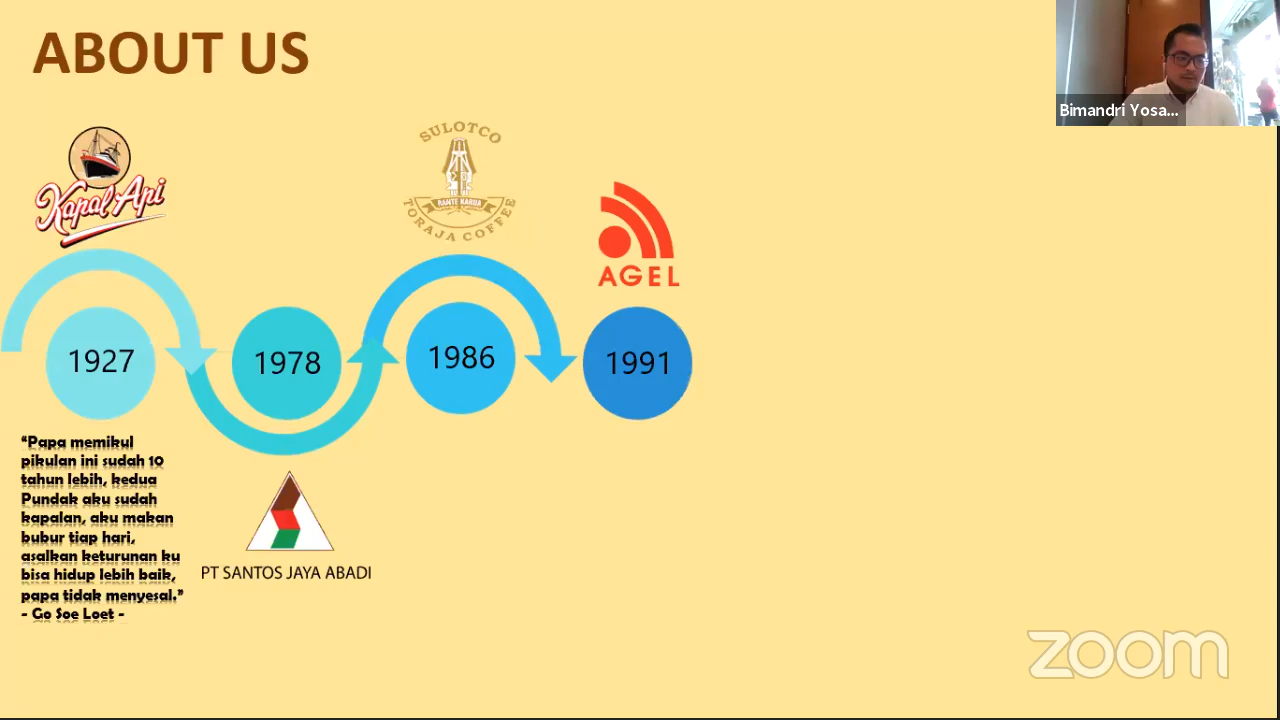 ABOUT US
Bimandri Yosa...
Kapal Api
SULOTCO
RANTE KARUA
TORAJA COFFEE
AGEL
1927
1978
1986
1991
“Papa memikul
pikulan ini sudah 10
tahun lebih, kedua
Pundak aku sudah
kapalan, aku makan
bubur tiap hari,
asalkan keturunan ku
bisa hidup lebih baik,
papa tidak menyesal.”
- Go Soe Loet -
PT SANTOS JAYA ABADI
zoom